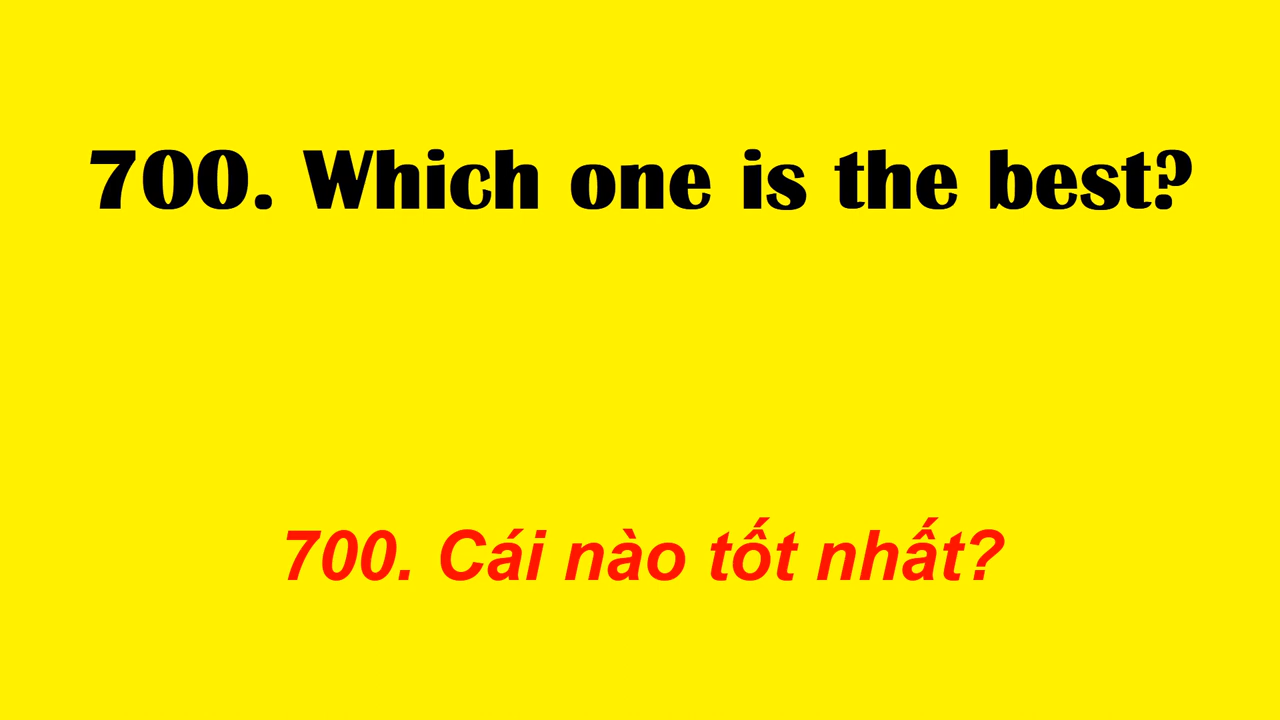 700. Which one is the best?
700. Cái nào tốt nhất?